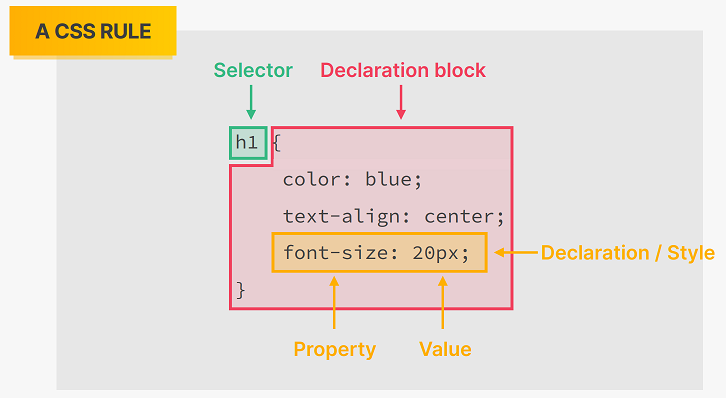 A CSS RULE
Selector
Declaration block
h1 {
color: blue;
text-align: center;
font-size: 20px;
Declaration / Style
}
Property
Value